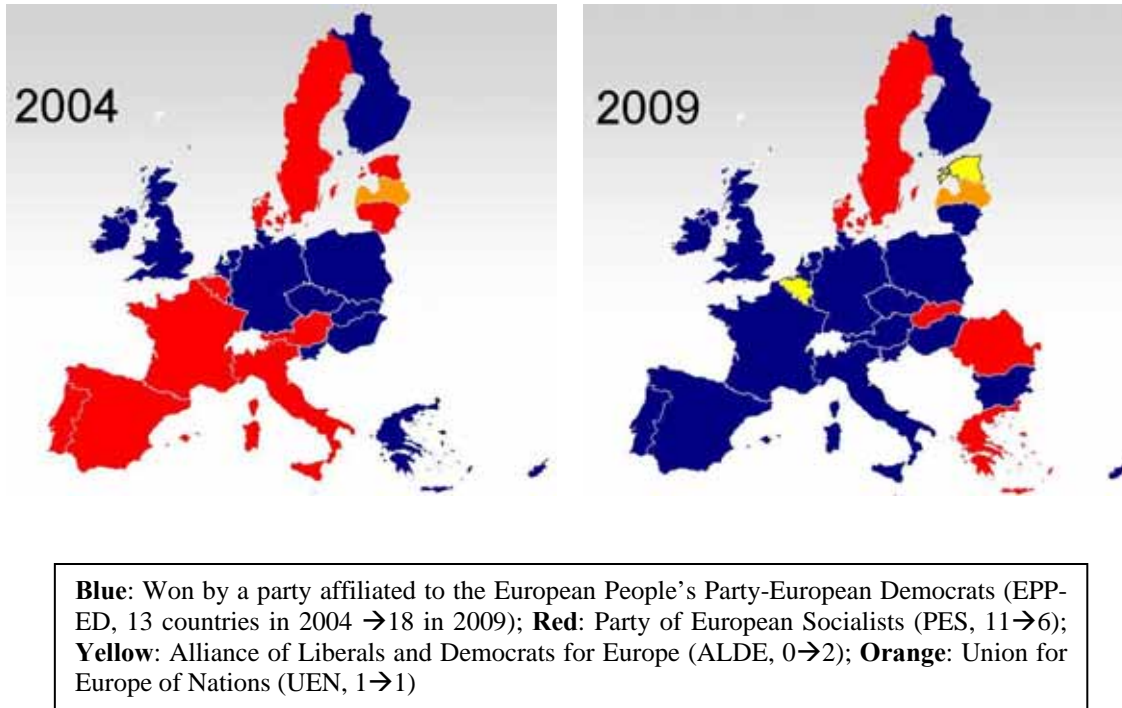 2004
2009
Blue: Won by a party affiliated to the European People’s Party-European Democrats (EPP-
ED, 13 countries in 2004 →18 in 2009); Red: Party of European Socialists (PES, 11→6);
Yellow: Alliance of Liberals and Democrats for Europe (ALDE, 0→2); Orange: Union for
Europe of Nations (UEN, 1→1)